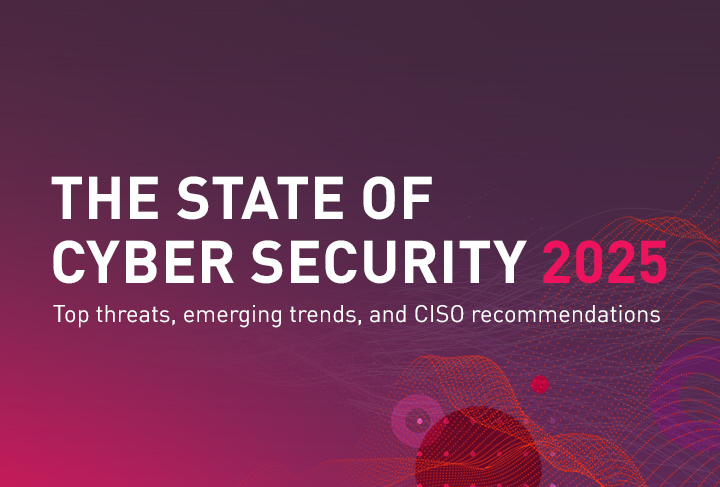 THE STATE OF
CYBER SECURITY 2025
Top threats, emerging trends, and CISO recommendations